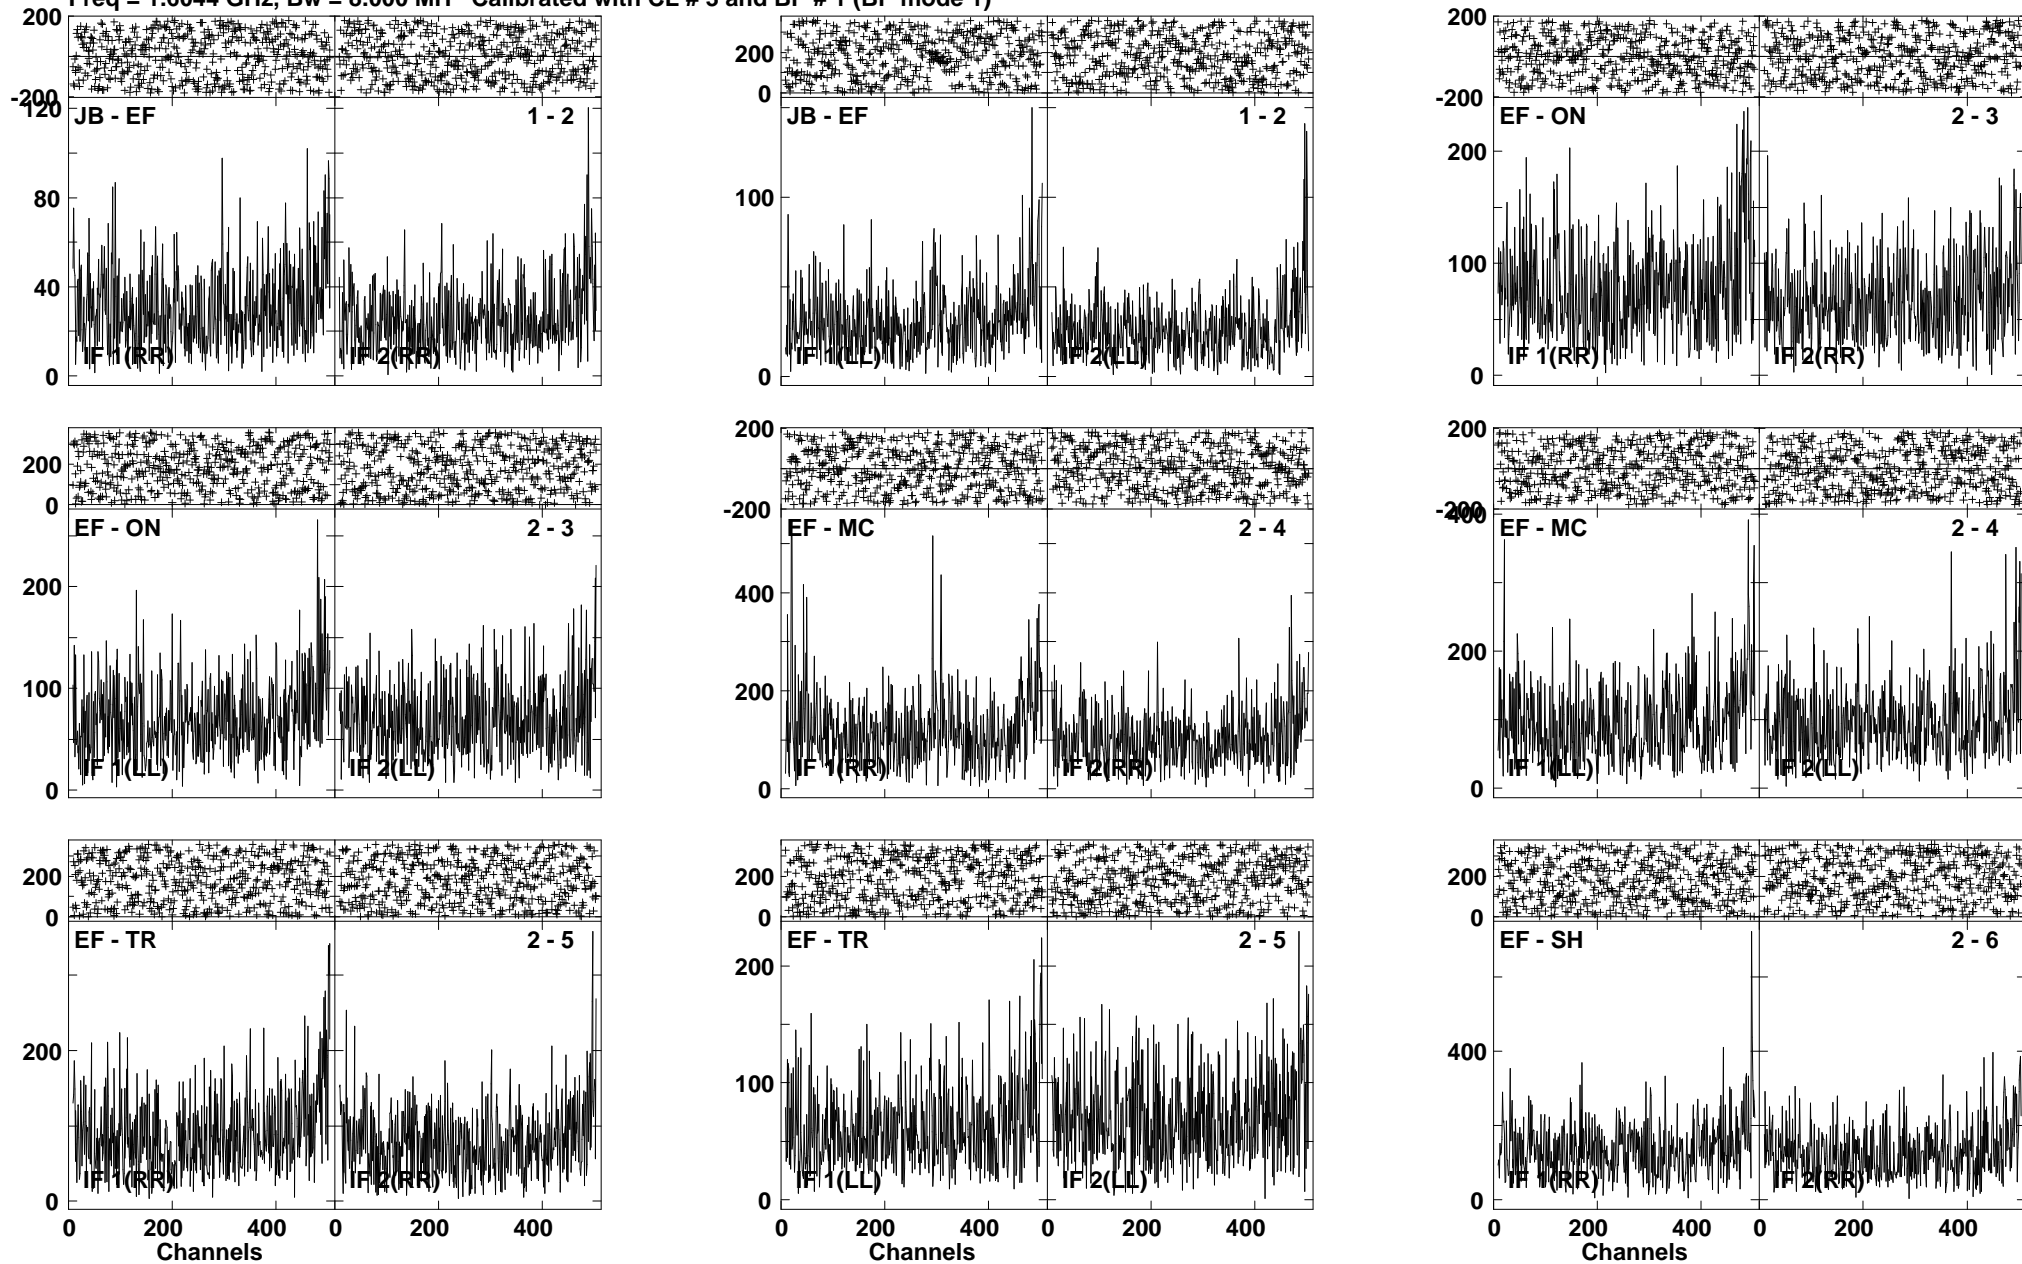 Freq = 1.6644 GHz, Bw = 8.000 MH Calibrated with CL # 3 and BP # 1 (BP mode 1)
200
-200
120
80
40
0
JB - EF
1 - 2
IF 1(RR)
IF 2(RR)
200
0
100
0
JB - EF
1 - 2
IF 1(LL)
IF 2(LL)
200
-200
200
100
0
EF - ON
2 - 3
IF 1(RR)
IF 2(RR)
200
0
200
100
0
EF - ON
2 - 3
IF 1(LL)
IF 2(LL)
200
-200
400
200
0
EF - MC
2 - 4
IF 1(RR)
IF 2(RR)
200
-200
400
200
0
EF - MC
2 - 4
IF 1(LL)
IF 2(LL)
200
0
200
0
EF - TR
2 - 5
IF 1(RR)
IF 2(RR)
0 200 400 0 200 400
Channels
200
0
200
100
0
EF - TR
2 - 5
IF 1(LL)
IF 2(LL)
0 200 400 0 200 400
Channels
200
0
400
0
EF - SH
2 - 6
IF 1(RR)
IF 2(RR)
0 200 400 0 200 400
Channels